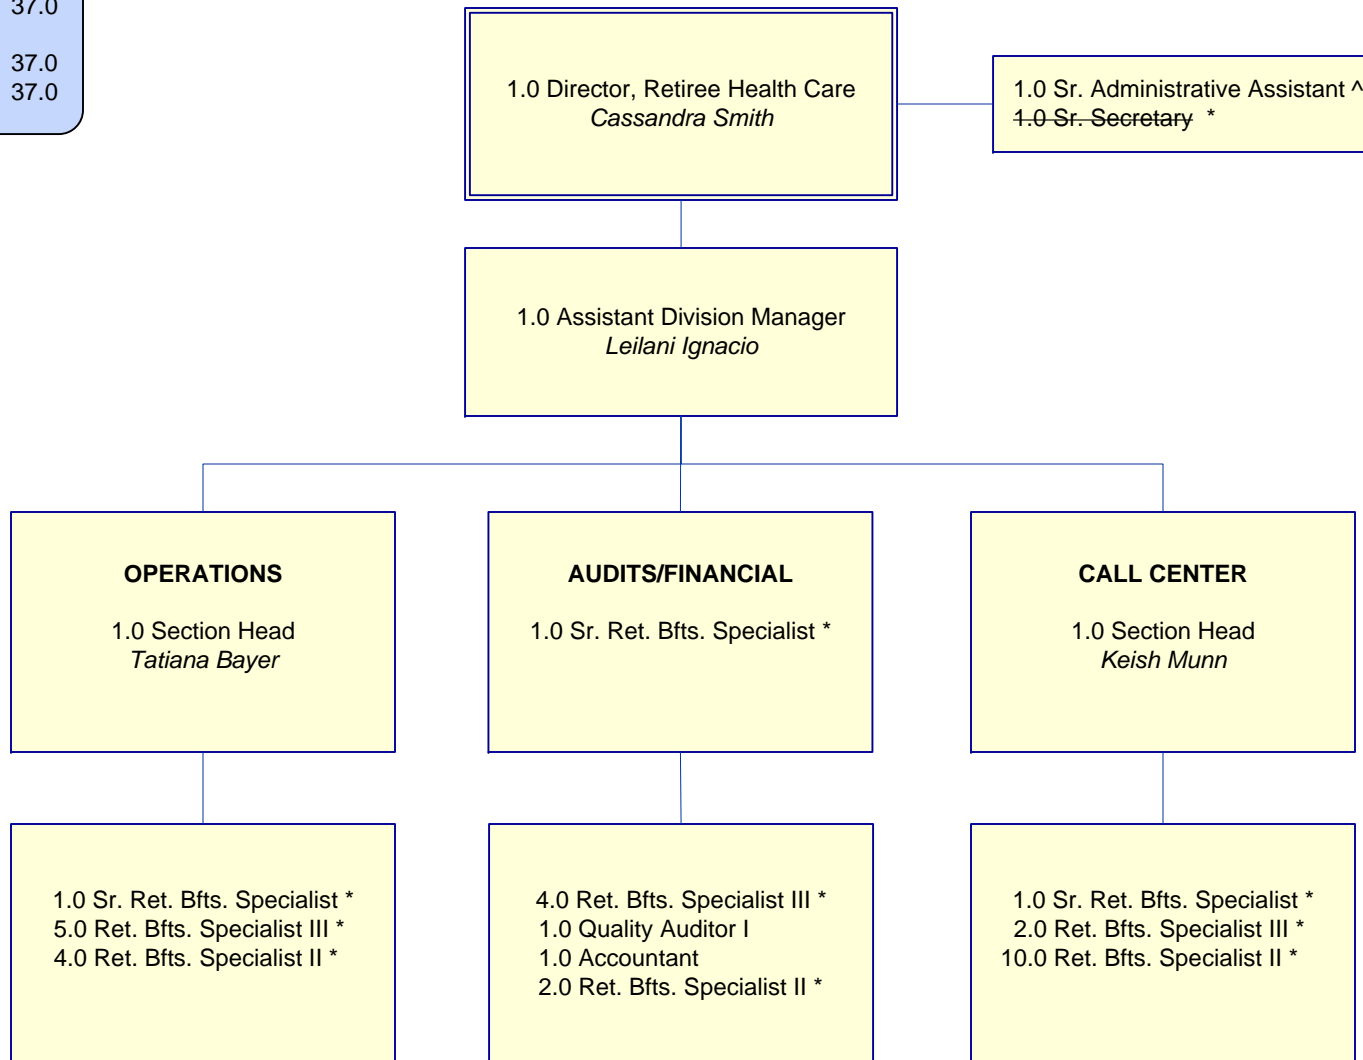 37.0
37.0
37.0
1.0 Director, Retiree Health Care
Cassandra Smith
1.0 Sr. Administrative Assistant ^
1.0 Sr. Secretary *
1.0 Assistant Division Manager
Leilani Ignacio
OPERATIONS
1.0 Section Head
Tatiana Bayer
AUDITS/FINANCIAL
1.0 Sr. Ret. Bfts. Specialist *
CALL CENTER
1.0 Section Head
Keish Munn
1.0 Sr. Ret. Bfts. Specialist *
5.0 Ret. Bfts. Specialist III *
4.0 Ret. Bfts. Specialist II *
4.0 Ret. Bfts. Specialist III *
1.0 Quality Auditor I
1.0 Accountant
2.0 Ret. Bfts. Specialist II *
1.0 Sr. Ret. Bfts. Specialist *
2.0 Ret. Bfts. Specialist III *
10.0 Ret. Bfts. Specialist II *